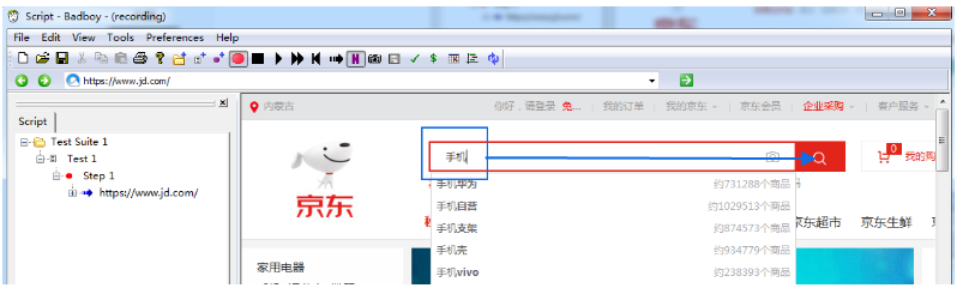 Script - Badboy - (recording)
File Edit View Tools Preferences Help
https://www.jd.com/
Script
Test Suite 1
Test 1
Step 1
https://www.jd.com/
内蒙古 你好，请登录 免... 我的订单 我的京东 京东会员 企业采购 客户服务
手机
0 我的购
京东
手机华为 约731288个商品
手机自营 约1029513个商品
手机支架 约874573个商品
京东超市 京东生鲜
手机壳 约934779个商品
手机vivo 约238393个商品
家用电器